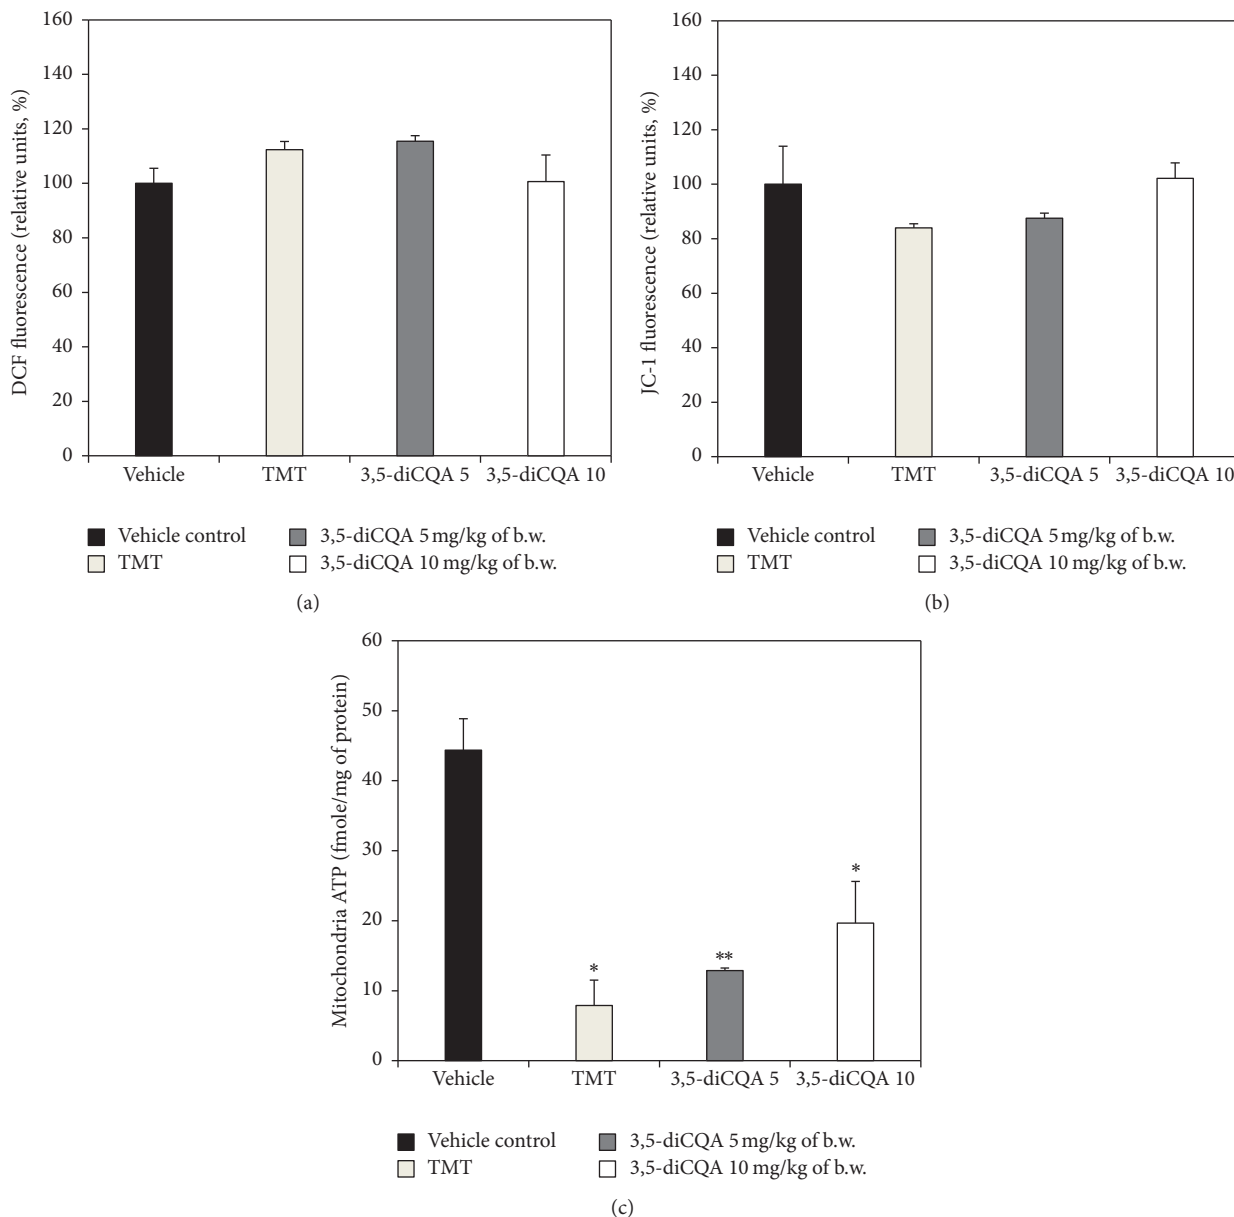 160
140
120
100
80
60
40
20
0
DCF fluorescence (relative units, %)
Vehicle TMT 3,5-diCQA 5 3,5-diCQA 10
Vehicle control 3,5-diCQA 5 mg/kg of b.w.
TMT 3,5-diCQA 10 mg/kg of b.w.
(a)
160
140
120
100
80
60
40
20
0
JC-1 fluorescence (relative units, %)
Vehicle TMT 3,5-diCQA 5 3,5-diCQA 10
Vehicle control 3,5-diCQA 5 mg/kg of b.w.
TMT 3,5-diCQA 10 mg/kg of b.w.
(b)
60
50
40
30
20
10
0
Mitochondria ATP (fmole/mg of protein)
* ** *
Vehicle TMT 3,5-diCQA 5 3,5-diCQA 10
Vehicle control 3,5-diCQA 5 mg/kg of b.w.
TMT 3,5-diCQA 10 mg/kg of b.w.
(c)